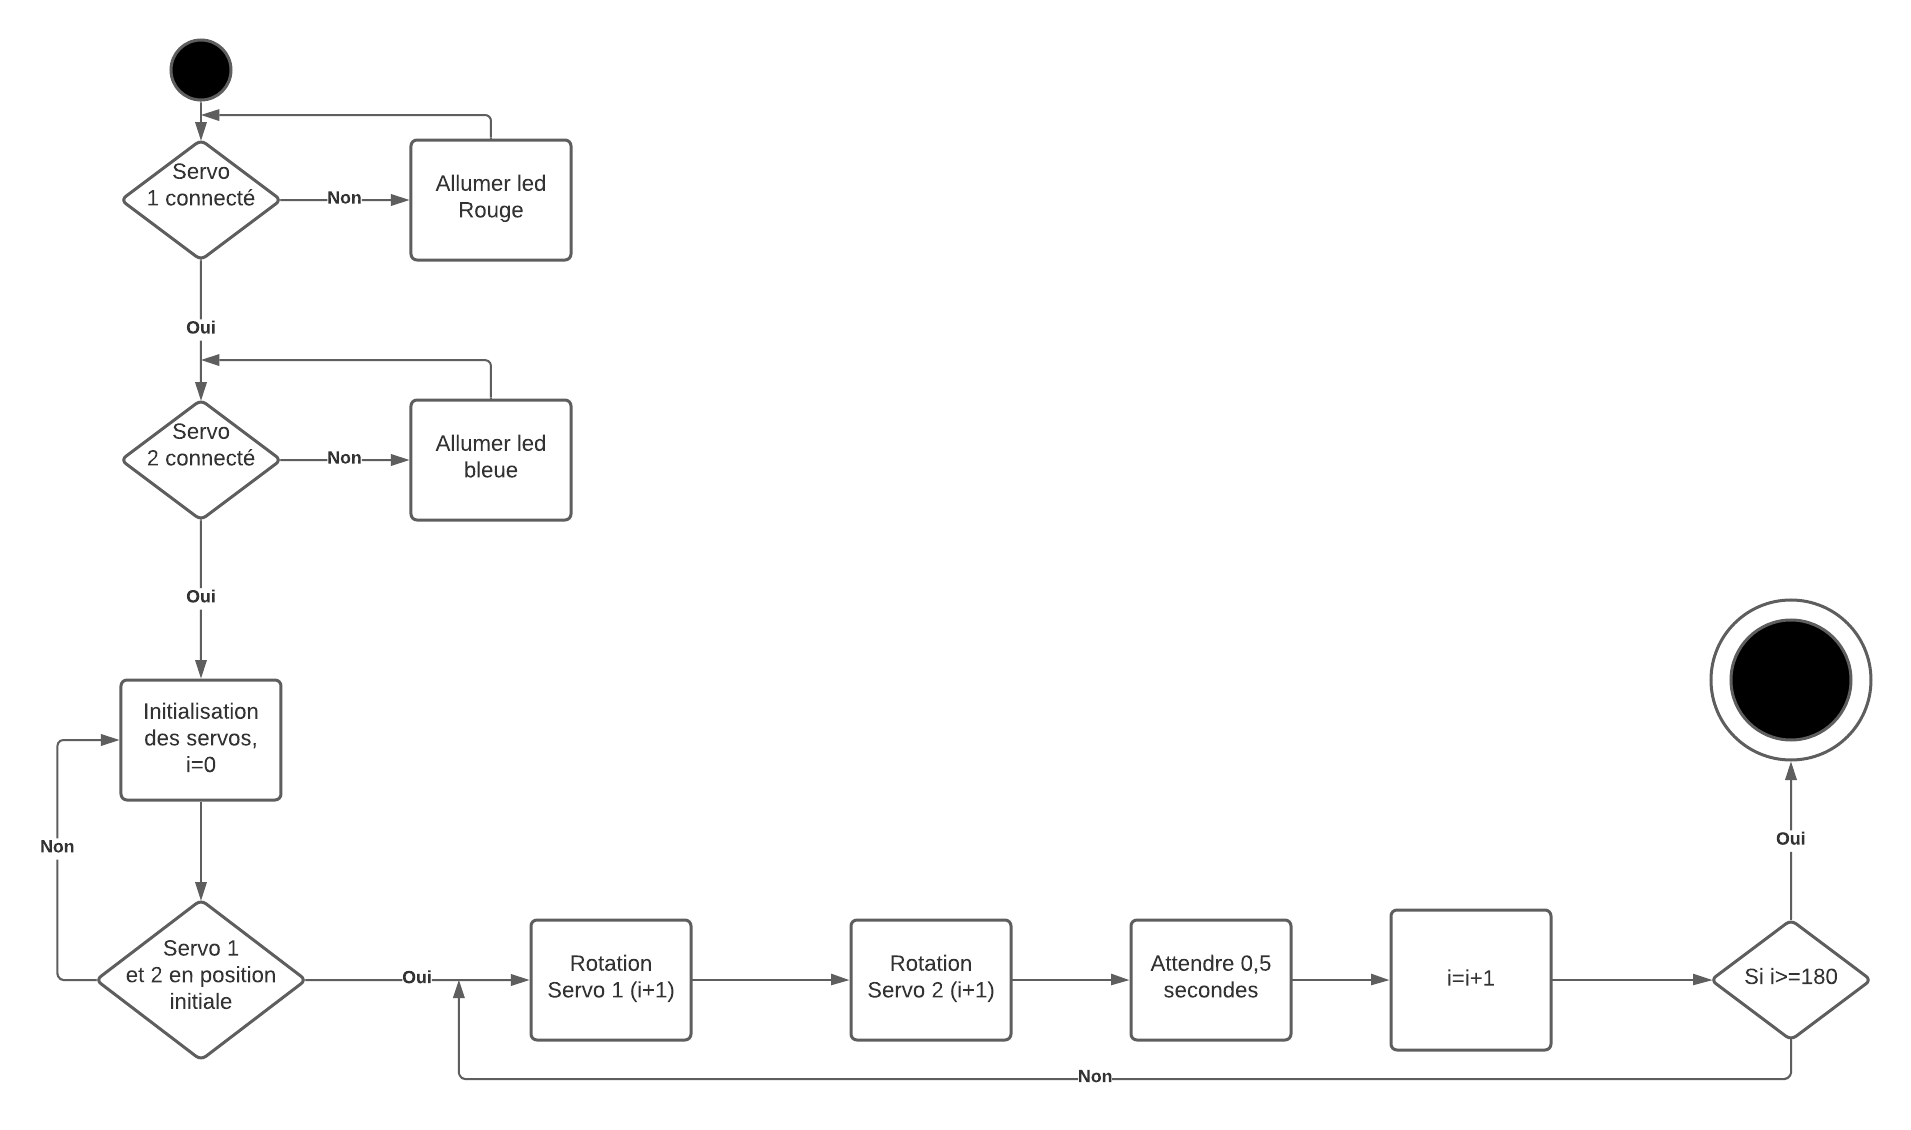 Servo
1 connecté
Non
Allumer led
Rouge
Oui
Servo
2 connecté
Non
Allumer led
bleue
Oui
Initialisation
des servos,
i=0
Non
Servo 1
et 2 en position
initiale
Oui
Rotation
Servo 1 (i+1)
Rotation
Servo 2 (i+1)
Attendre 0,5
secondes
i=i+1
Si i>=180
Oui
Non